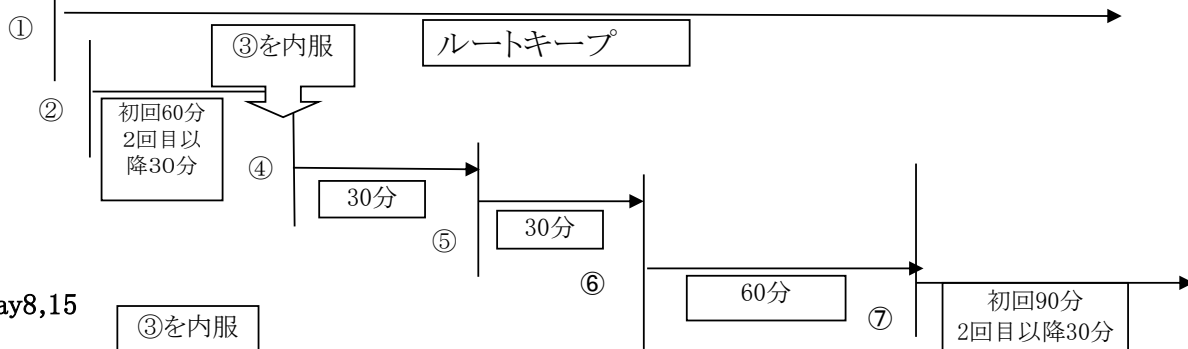 ①
ルートキープ
③を内服
②
初回60分
2回目以
降30分
④
30分
⑤
30分
⑥
60分
⑦
初回90分
2回目以降30分
ay8,15
③を内服